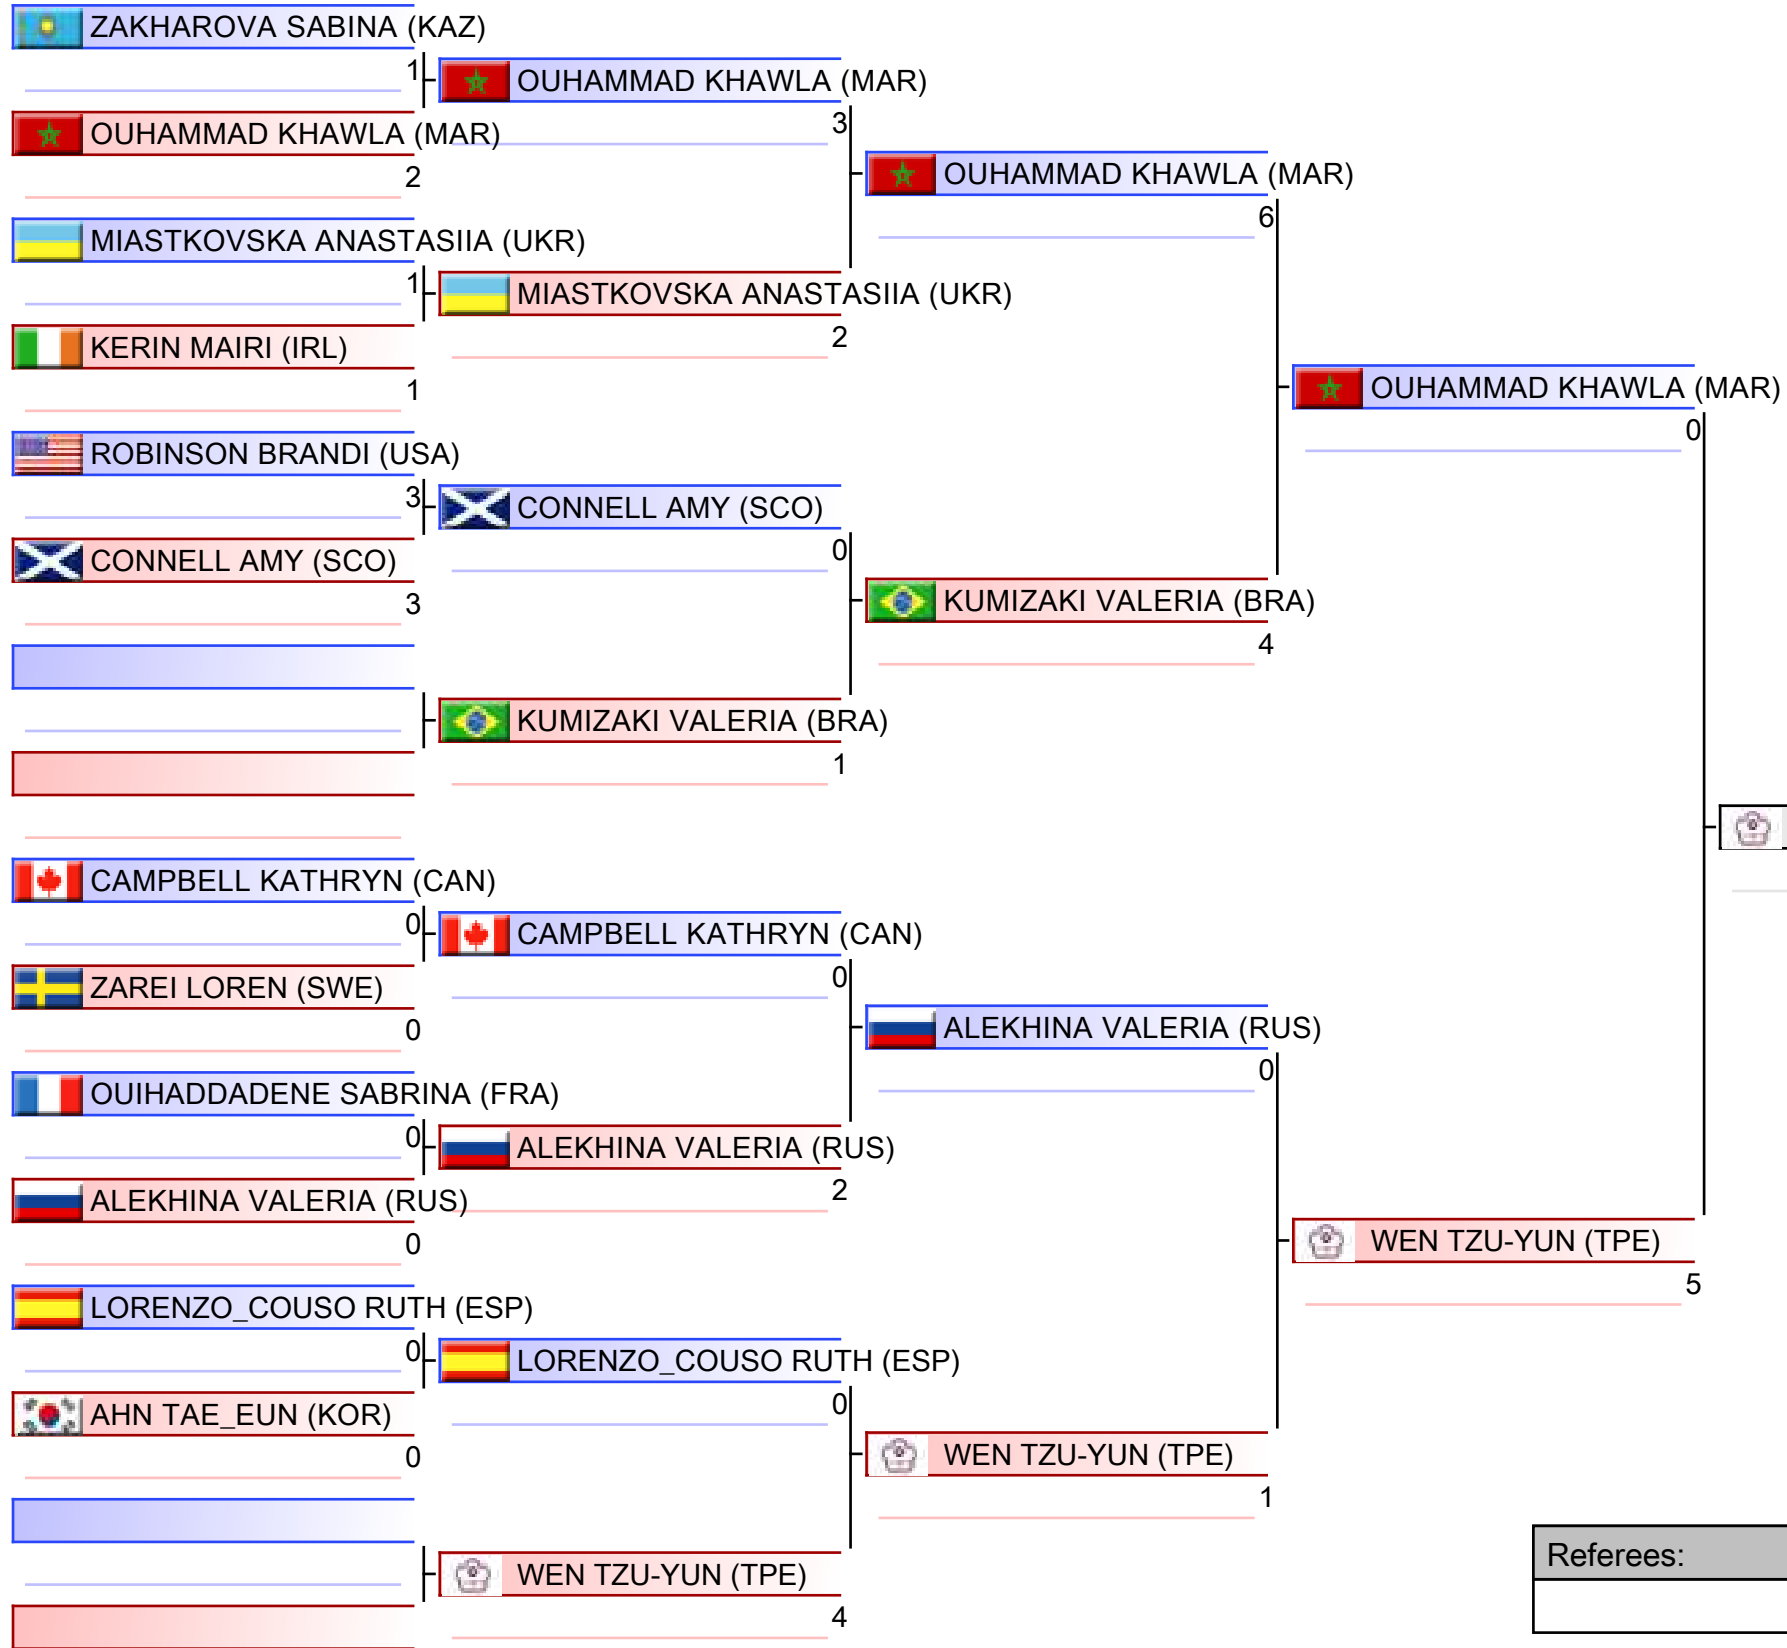 ZAKHAROVA SABINA (KAZ)
1
OUHAMMAD KHAWLA (MAR)
2
MIASTKOVSKA ANASTASIIA (UKR)
1
KERIN MAIRI (IRL)
1
ROBINSON BRANDI (USA)
3
CONNELL AMY (SCO)
3
CAMPBELL KATHRYN (CAN)
0
ZAREI LOREN (SWE)
0
OUIHADDADENE SABRINA (FRA)
0
ALEKHINA VALERIA (RUS)
0
LORENZO_COUSO RUTH (ESP)
0
AHN TAE_EUN (KOR)
0
OUHAMMAD KHAWLA (MAR)
3
MIASTKOVSKA ANASTASIIA (UKR)
2
CONNELL AMY (SCO)
0
KUMIZAKI VALERIA (BRA)
1
CAMPBELL KATHRYN (CAN)
0
ALEKHINA VALERIA (RUS)
2
LORENZO_COUSO RUTH (ESP)
0
WEN TZU-YUN (TPE)
4
OUHAMMAD KHAWLA (MAR)
6
KUMIZAKI VALERIA (BRA)
4
ALEKHINA VALERIA (RUS)
0
WEN TZU-YUN (TPE)
1
OUHAMMAD KHAWLA (MAR)
0
WEN TZU-YUN (TPE)
5
Referees: